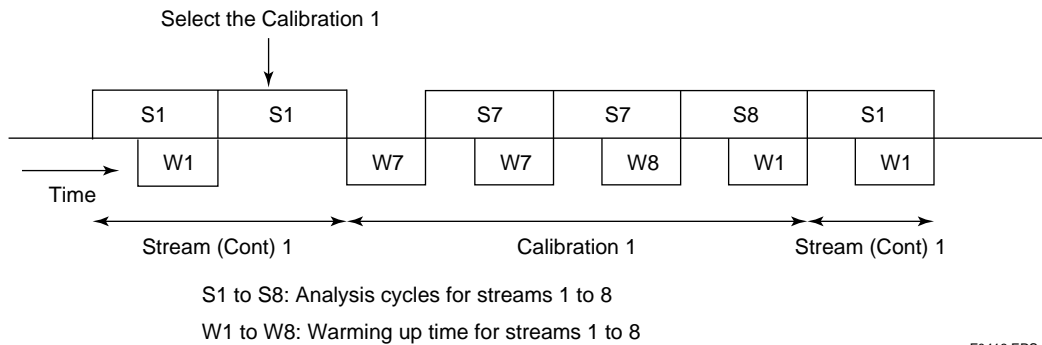 Select the Calibration 1
S1 S1 S7 S7 S8 S1
W1 W7 W7 W8 W1 W1
Time
Stream (Cont) 1 Calibration 1 Stream (Cont) 1
S1 to S8: Analysis cycles for streams 1 to 8
W1 to W8: Warming up time for streams 1 to 8